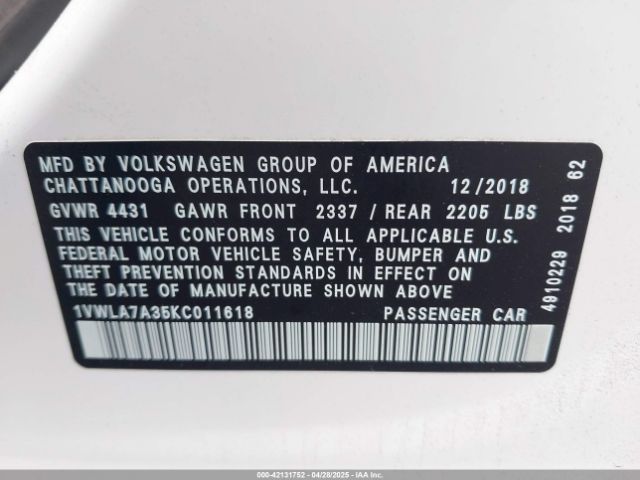 MFD BY VOLKSWAGEN GROUP OF AMERICA
CHATTANOOGA OPERATIONS, LLC. 12/2018
GVWR 4431 GAWR FRONT 2337 / REAR 2205 LBS
THIS VEHICLE CONFORMS TO ALL APPLICABLE U.S.
FEDERAL MOTOR VEHICLE SAFETY, BUMPER AND
THEFT PREVENTION STANDARDS IN EFFECT ON
THE DATE OF MANUFACTURE SHOWN ABOVE
1VWLA7A35KC011618 PASSENGER CAR
4910229 2018 62
000-42131752 04/28/2025 IAAI.CA